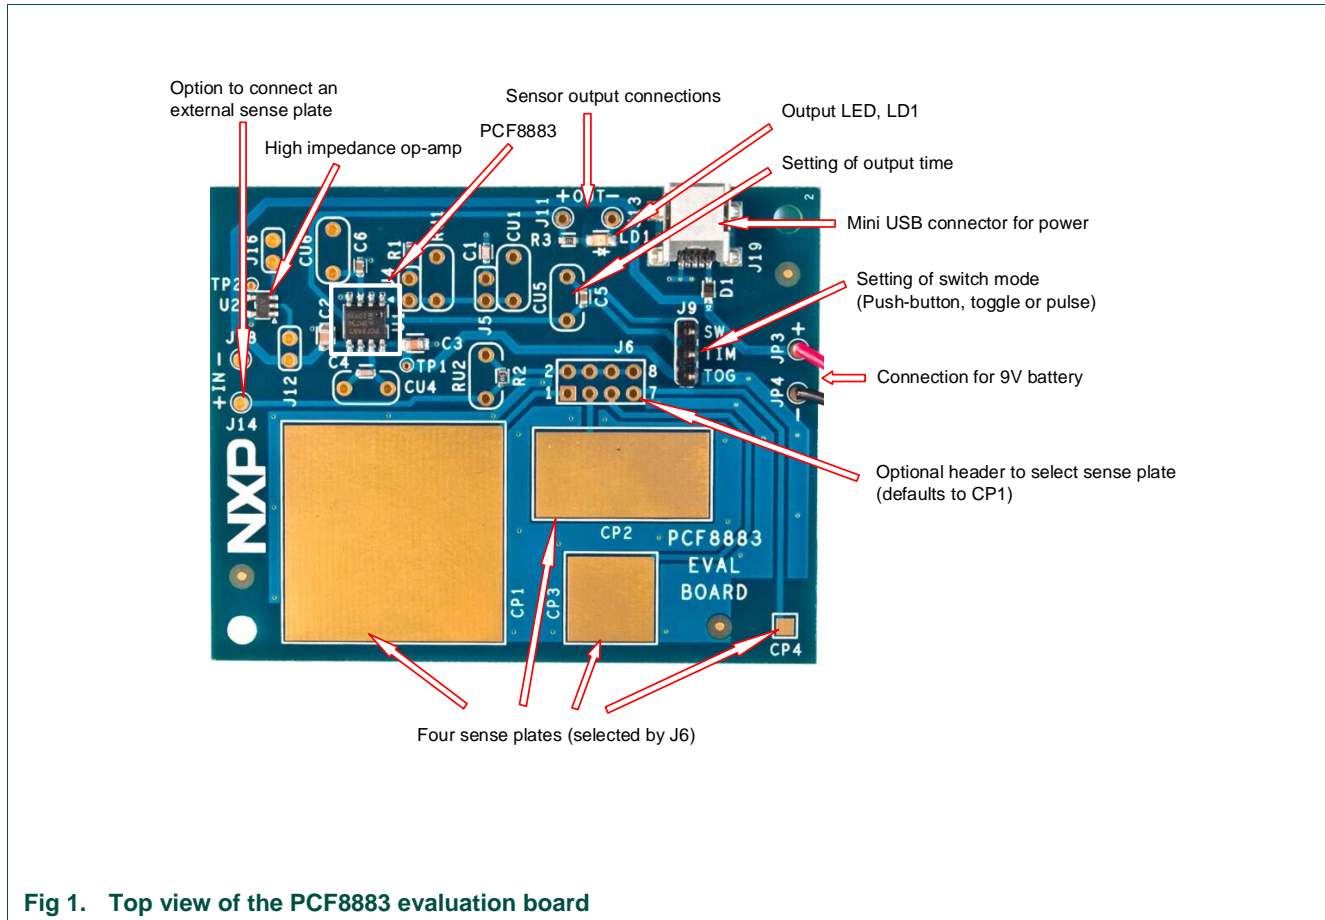 Option to connect an
external sense plate
Sensor output connections
Output LED, LD1
PCF8883
High impedance op-amp
Setting of output time
Mini USB connector for power
Setting of switch mode
(Push-button, toggle or pulse)
Connection for 9V battery
Optional header to select sense plate
(defaults to CP1)
+OUT-
J11
J13
2
J16
CU6
C6
R1
C1
CU1
R3
LD1
J19
TP2
U2
C2
CU5
C5
D1
J9
SW
TIM
TOG
+
JP3
JP4
-
J5
J6
PCF8883
C3
C4
TP1
CU4
RU2
R2
2
8
1
7
J12
+IN-
J14
NXP
CP1
CP2
CP3
CP4
PCF8883
EVAL
BOARD
Four sense plates (selected by J6)
Fig 1. Top view of the PCF8883 evaluation board